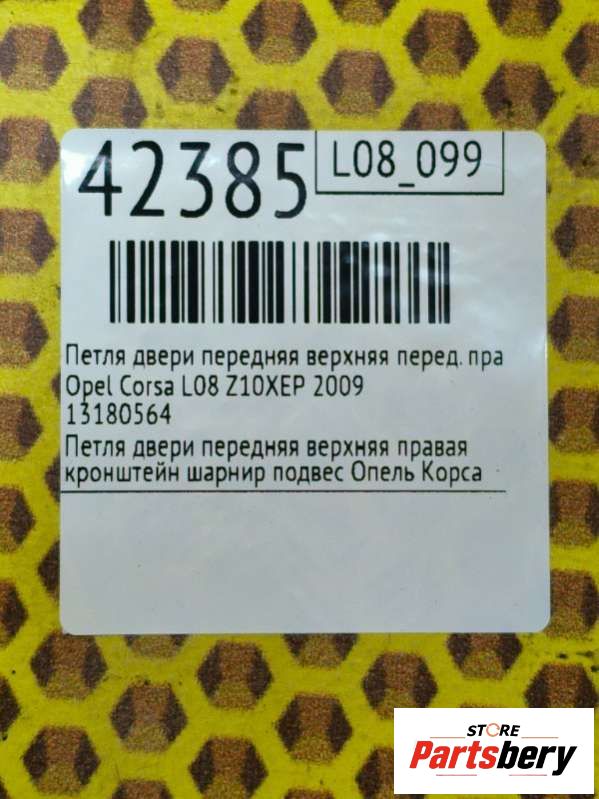 42385
L08_099
Петля двери передняя верхняя перед. пра
Opel Corsa L08 Z10XEP 2009
13180564
Петля двери передняя верхняя правая
кронштейн шарнир подвес Опель Корса
STORE
Partsbery